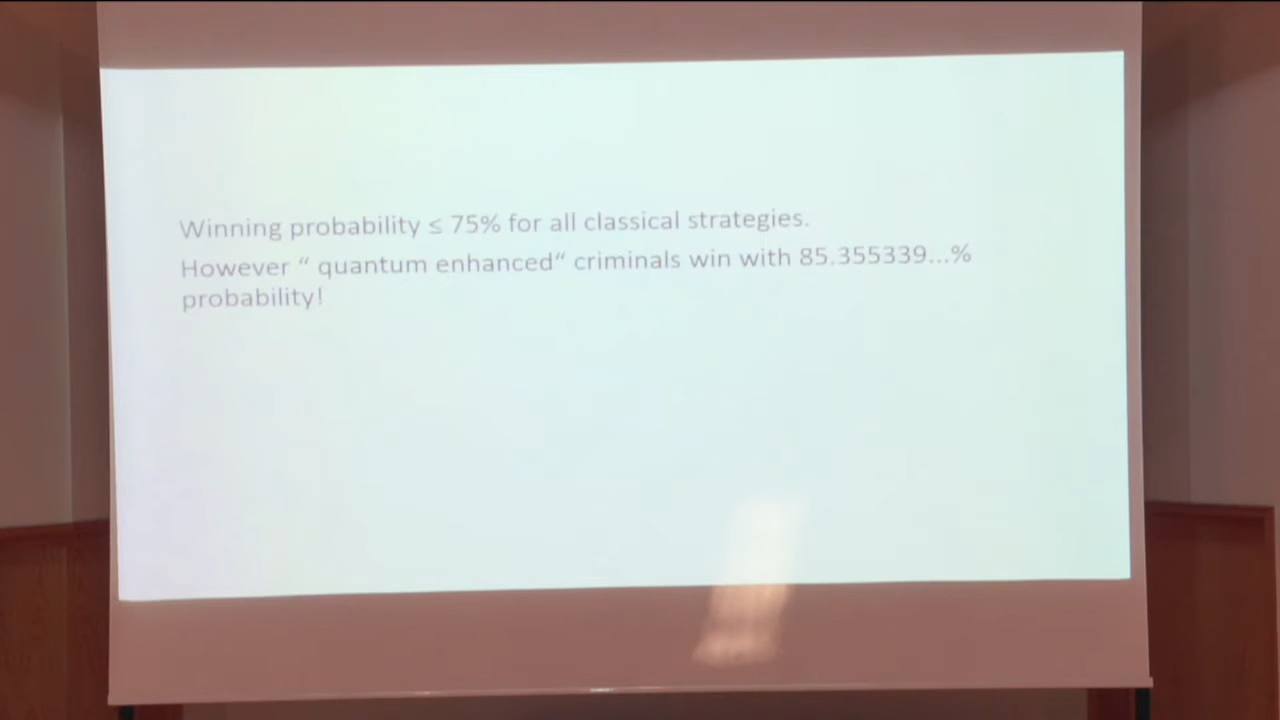 Winning probability ≤ 75% for all classical strategies.
However “ quantum enhanced“ criminals win with 85.355339...%
probability!